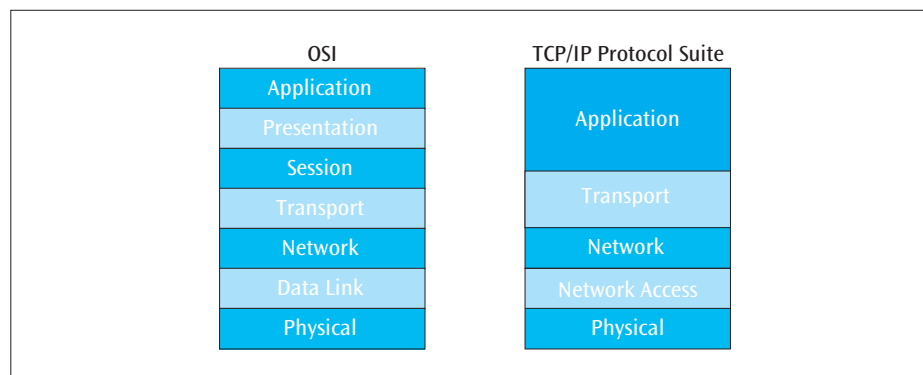 OSI
Application
Presentation
Session
Transport
Network
Data Link
Physical
TCP/IP Protocol Suite
Application
Transport
Network
Network Access
Physical